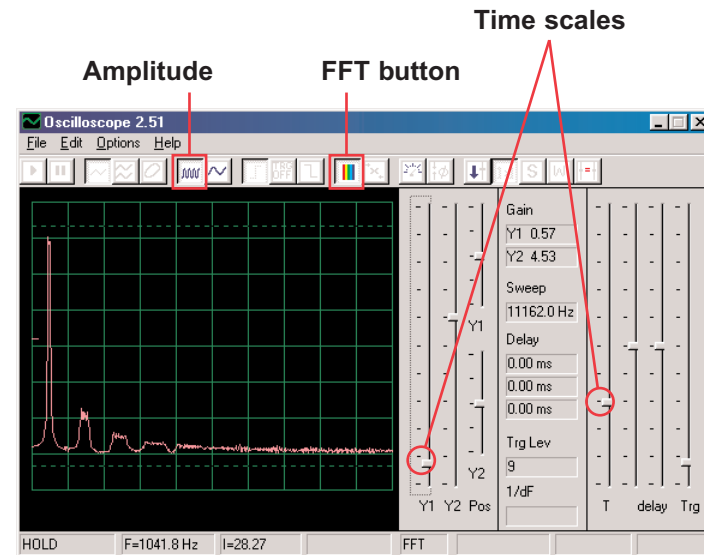 Time scales
Amplitude FFT button
Oscilloscope 2.51
File Edit Options Help
TRG OFF
S
W
Gain
Y1 0.57
Y2 4.53
Sweep
11162.0 Hz
Y1
Delay
0.00 ms
0.00 ms
0.00 ms
Trg Lev
9
Y2
1/dF
Y1 Y2 Pos T delay Trg
HOLD F=1041.8 Hz I=28.27 FFT